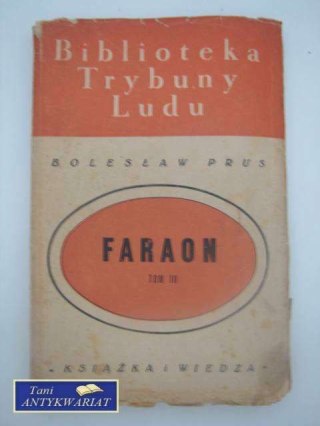 Biblioteka
Trybuny
Ludu
BOLESŁAW PRUS
FARAON
TOM III
- KSIĄŻKA i WIEDZA -
Tani
ANTYKWARIAT